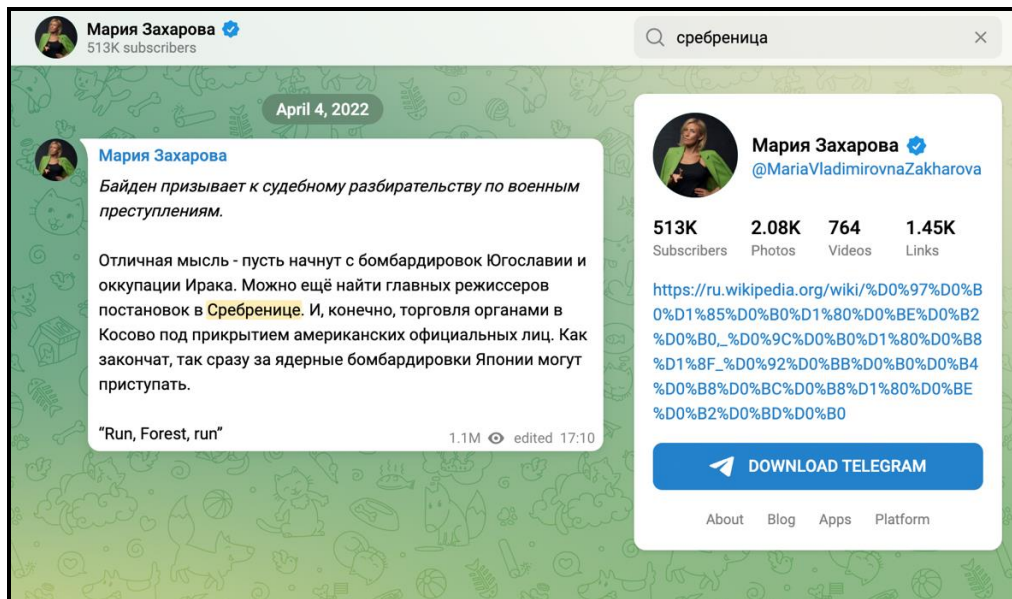 Мария Захарова
513K subscribers
сребреница
April 4, 2022
Мария Захарова
Байден призывает к судебному разбирательству по военным
преступлениям.
Отличная мысль - пусть начнут с бомбардировок Югославии и
оккупации Ирака. Можно ещё найти главных режиссеров
постановок в Сребренице. И, конечно, торговля органами в
Косово под прикрытием американских официальных лиц. Как
закончат, так сразу за ядерные бомбардировки Японии могут
приступать.
“Run, Forest, run”
1.1M edited 17:10
Мария Захарова
@MariaVladimirovnaZakharova
513K 2.08K 764 1.45K
Subscribers Photos Videos Links
https://ru.wikipedia.org/wiki/%D0%97%D0%B
0%D1%85%D0%B0%D1%80%D0%BE%D0%B2
%D0%B0,_%D0%9C%D0%B0%D1%80%D0%B8
%D1%8F_%D0%92%D0%BB%D0%B0%D0%B4
%D0%B8%D0%BC%D0%B8%D1%80%D0%BE
%D0%B2%D0%BD%D0%B0
DOWNLOAD TELEGRAM
About Blog Apps Platform